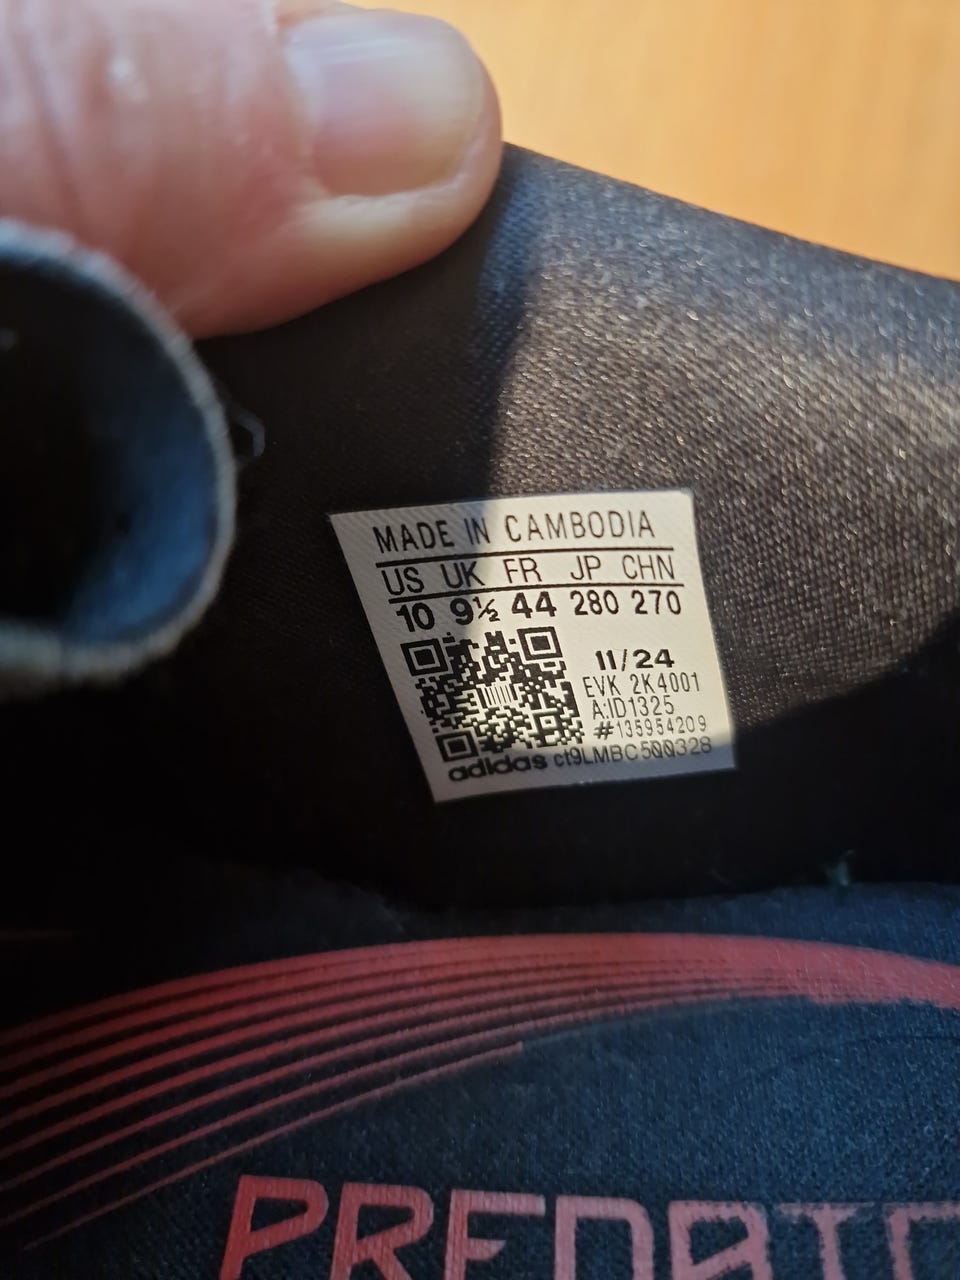 MADE IN CAMBODIA
US UK FR JP CHN
10 9½ 44 280 270
11/24
EVK 2K4001
A:ID1325
#135954209
adidas ct9LMBC500328